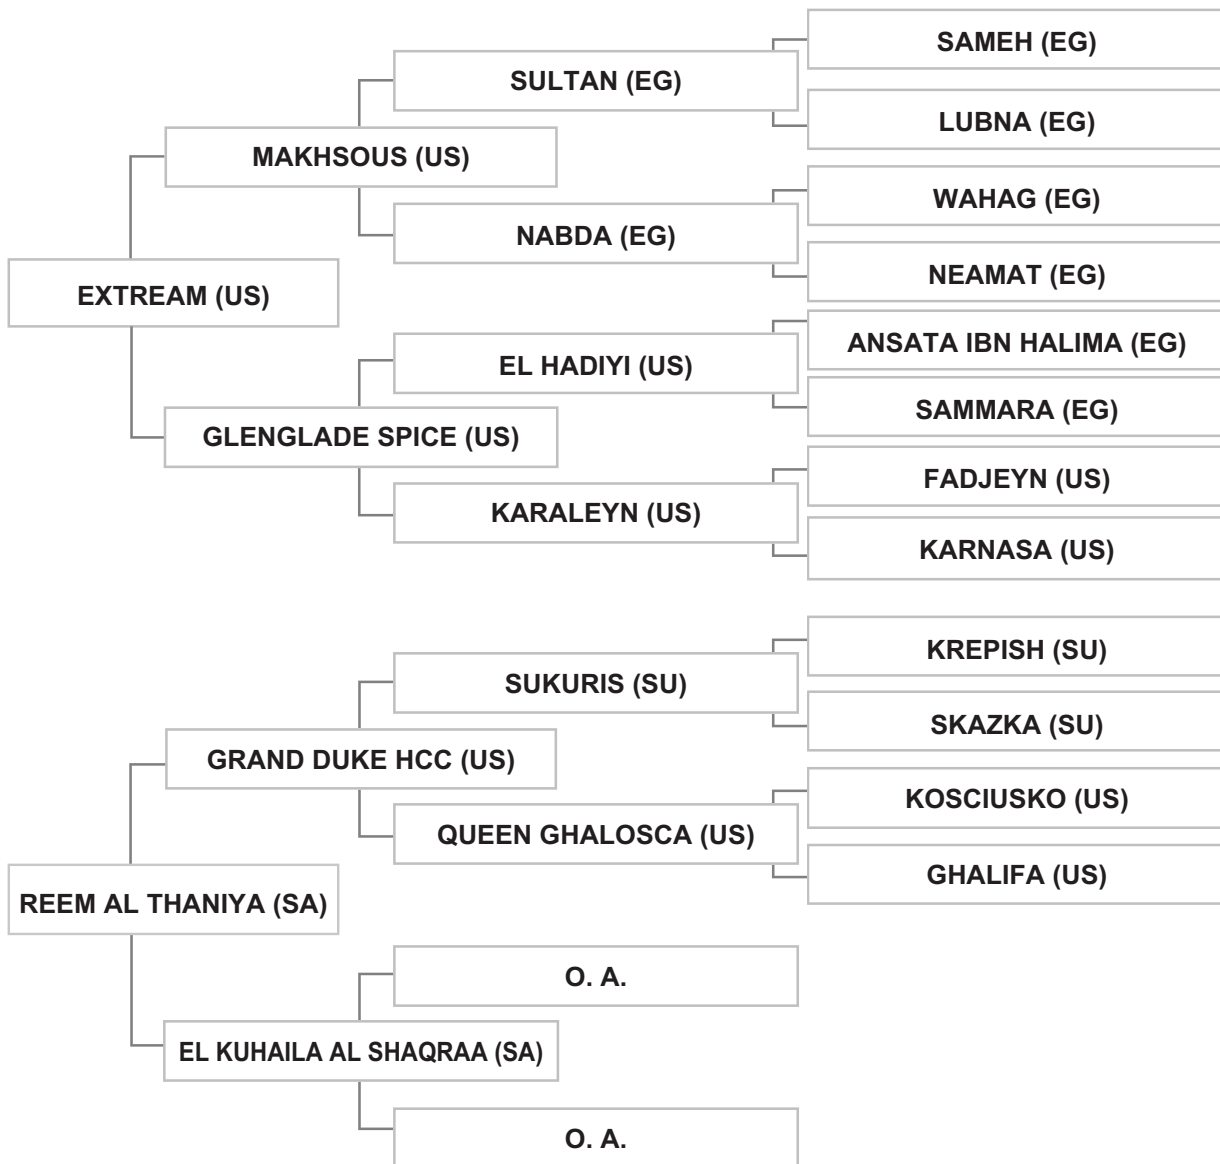 SAMEH (EG)
SULTAN (EG)
LUBNA (EG)
MAKHSOUS (US)
WAHAG (EG)
NABDA (EG)
NEAMAT (EG)
EXTREAM (US)
ANSATA IBN HALIMA (EG)
EL HADIYI (US)
SAMMARA (EG)
GLENGLADE SPICE (US)
FADJEYN (US)
KARALEYN (US)
KARNASA (US)
KREPISH (SU)
SUKURIS (SU)
SKAZKA (SU)
GRAND DUKE HCC (US)
KOSCIUSKO (US)
QUEEN GHALOSCA (US)
GHALIFA (US)
REEM AL THANIYA (SA)
O. A.
EL KUHAILA AL SHAQRAA (SA)
O. A.